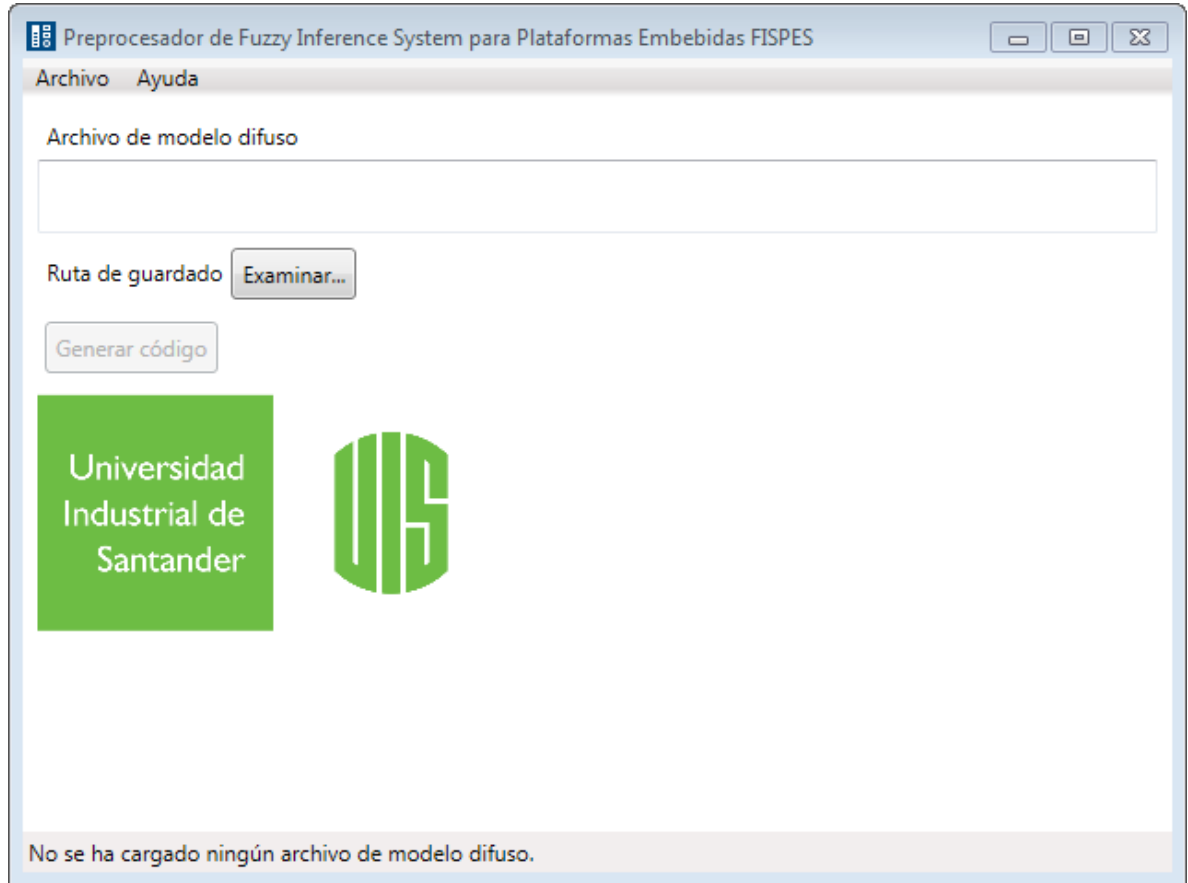 Preprocesador de Fuzzy Inference System para Plataformas Embebidas FISPES
Archivo Ayuda
Archivo de modelo difuso
Ruta de guardado Examinar...
Generar código
Universidad
Industrial de
Santander
UIS
No se ha cargado ningún archivo de modelo difuso.